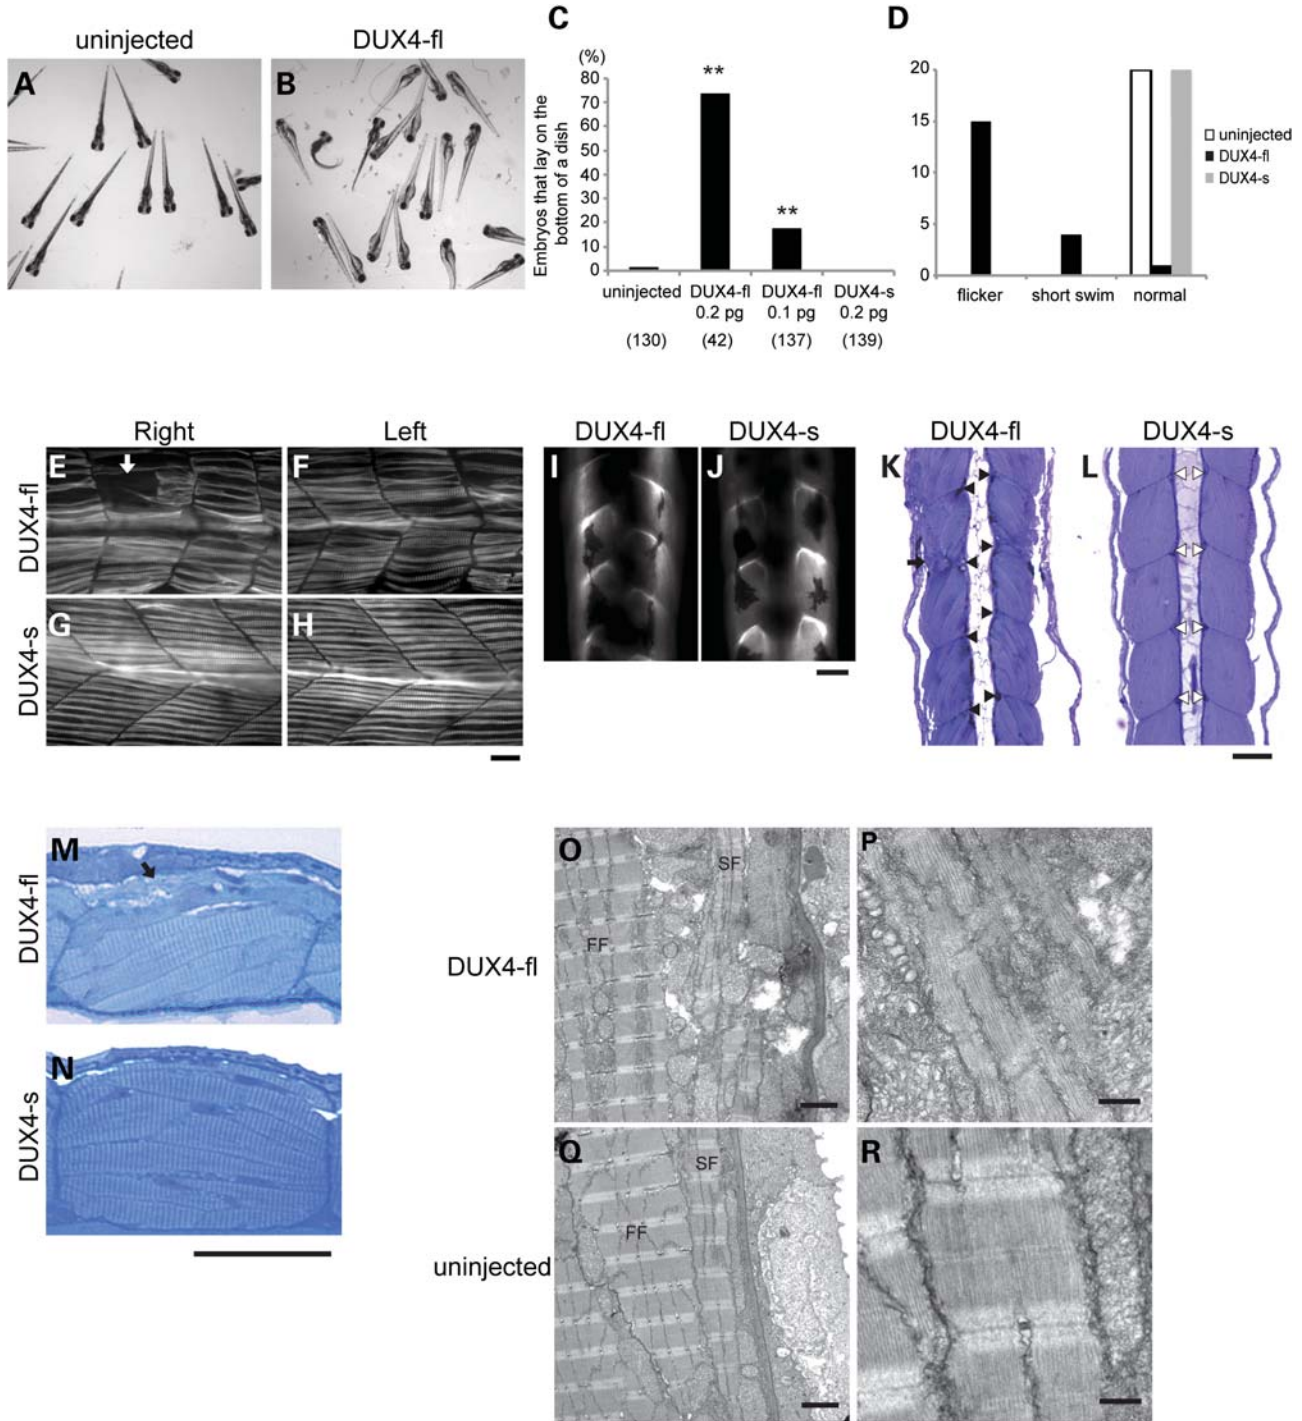 uninjected
DUX4-fl
A
B
C
(%)
Embryos that lay on the
bottom of a dish
80
70
60
50
40
30
20
10
0
**
**
uninjected
DUX4-fl
0.2 pg
DUX4-fl
0.1 pg
DUX4-s
0.2 pg
(130)
(42)
(137)
(139)
D
20
15
10
5
0
flicker
short swim
normal
uninjected
DUX4-fl
DUX4-s
Right
Left
DUX4-fl
DUX4-s
E
F
G
H
DUX4-fl
DUX4-s
I
J
DUX4-fl
DUX4-s
K
L
DUX4-fl
DUX4-s
M
N
DUX4-fl
uninjected
O
SF
FF
P
Q
SF
FF
R